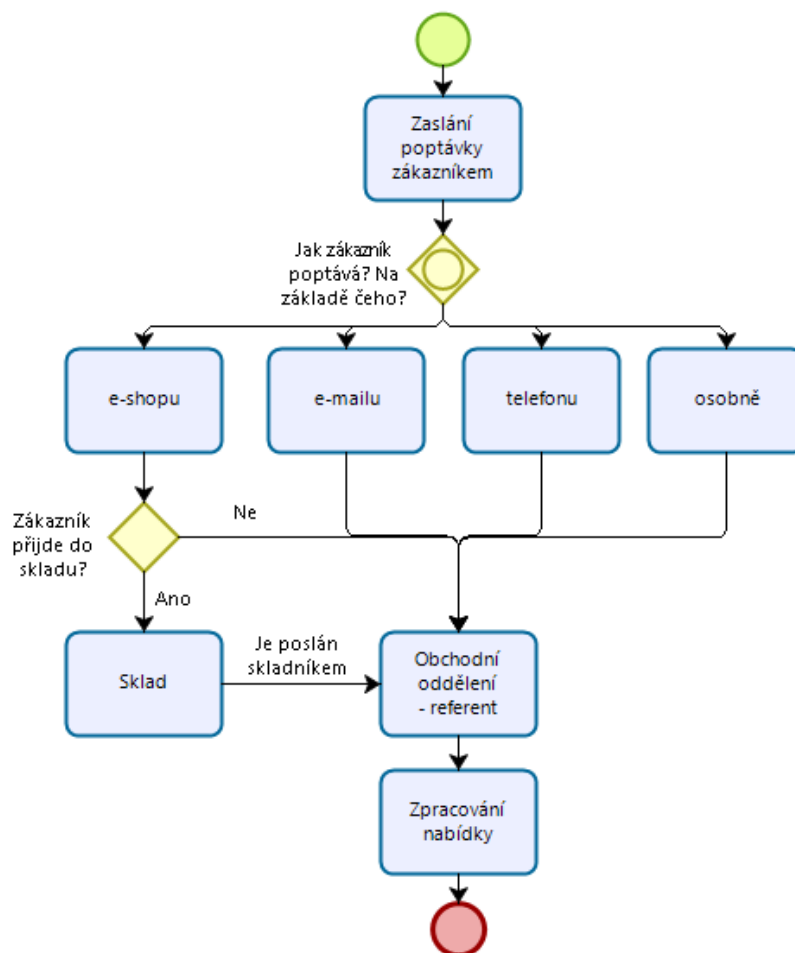 Zaslání
poptávky
zákazníkem
Jak zákazník
poptává? Na
základě čeho?
e-shopu
e-mailu
telefonu
osobně
Zákazník
přijde do
skladu?
Ne
Ano
Sklad
Je poslán
skladníkem
Obchodní
oddělení
- referent
Zpracování
nabídky